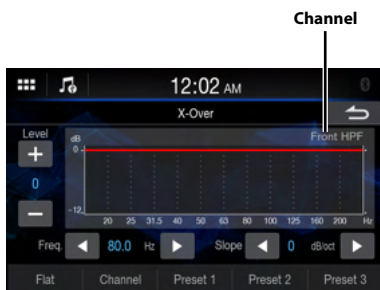 Channel
12:02 AM
X-Over
Level
dB
Front HPF
0
0
-12
20 25 31.5 40 50 63 80 100 125 160 200 Hz
Freq. 80.0 Hz Slope 0 dB/oct
Flat Channel Preset 1 Preset 2 Preset 3